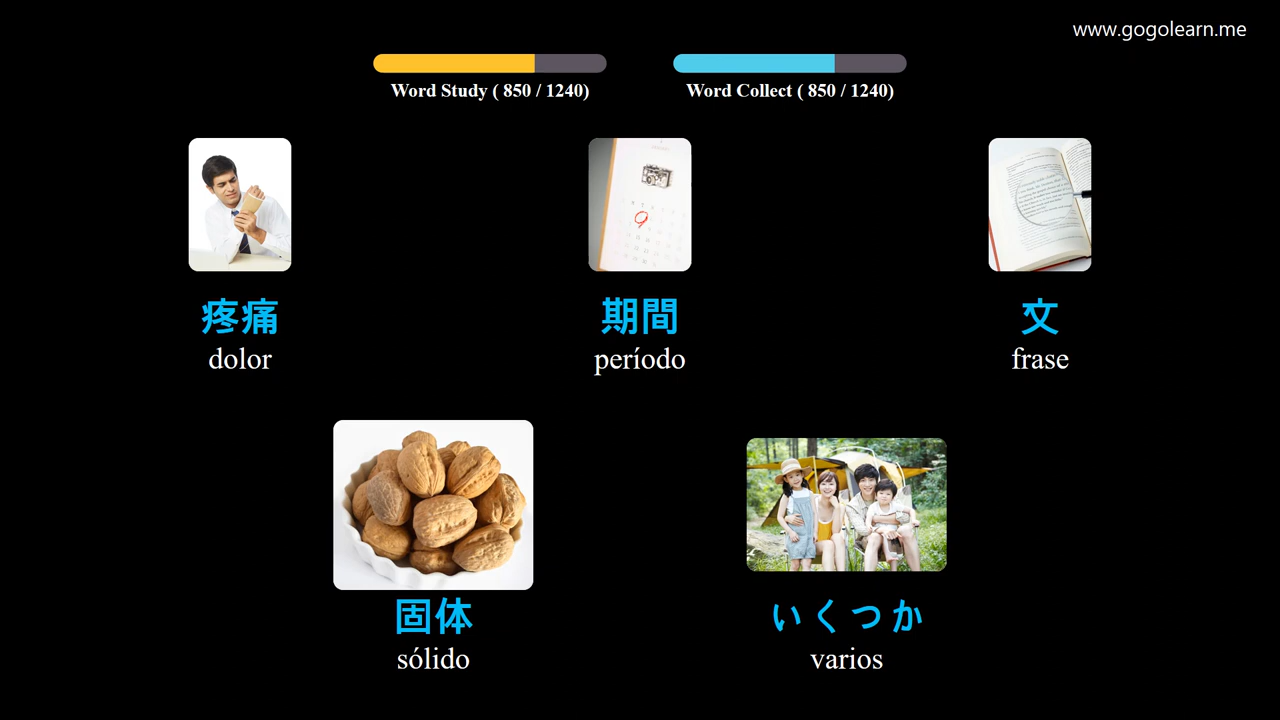 www.gogolearn.me
Word Study ( 850 / 1240)
Word Collect ( 850 / 1240)
疼痛
dolor
期間
período
文
frase
固体
sólido
いくつか
varios